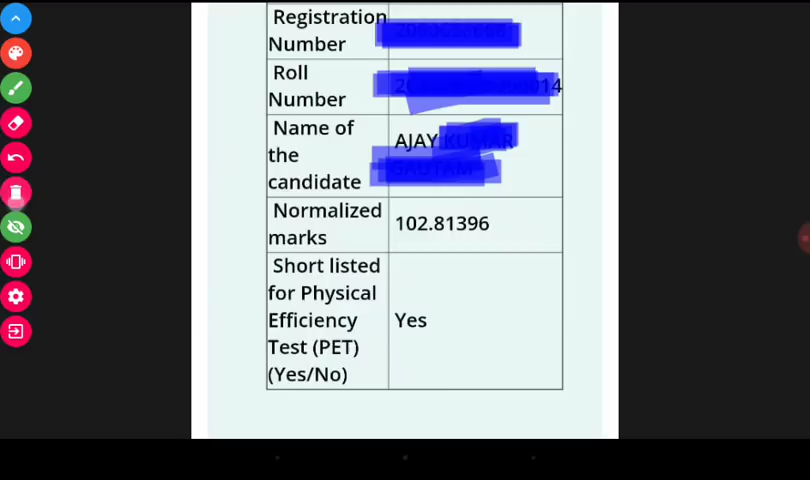 Registration
Number
Roll
Number
14
Name of
the
candidate
AJAY
Normalized
marks
102.81396
Short listed
for Physical
Efficiency
Test (PET)
(Yes/No)
Yes